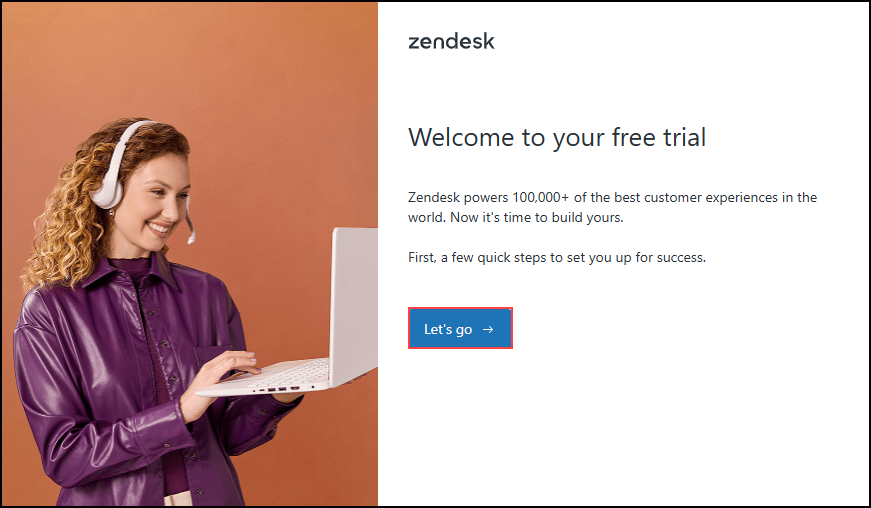 zendesk
Welcome to your free trial
Zendesk powers 100,000+ of the best customer experiences in the
world. Now it's time to build yours.
First, a few quick steps to set you up for success.
Let's go →